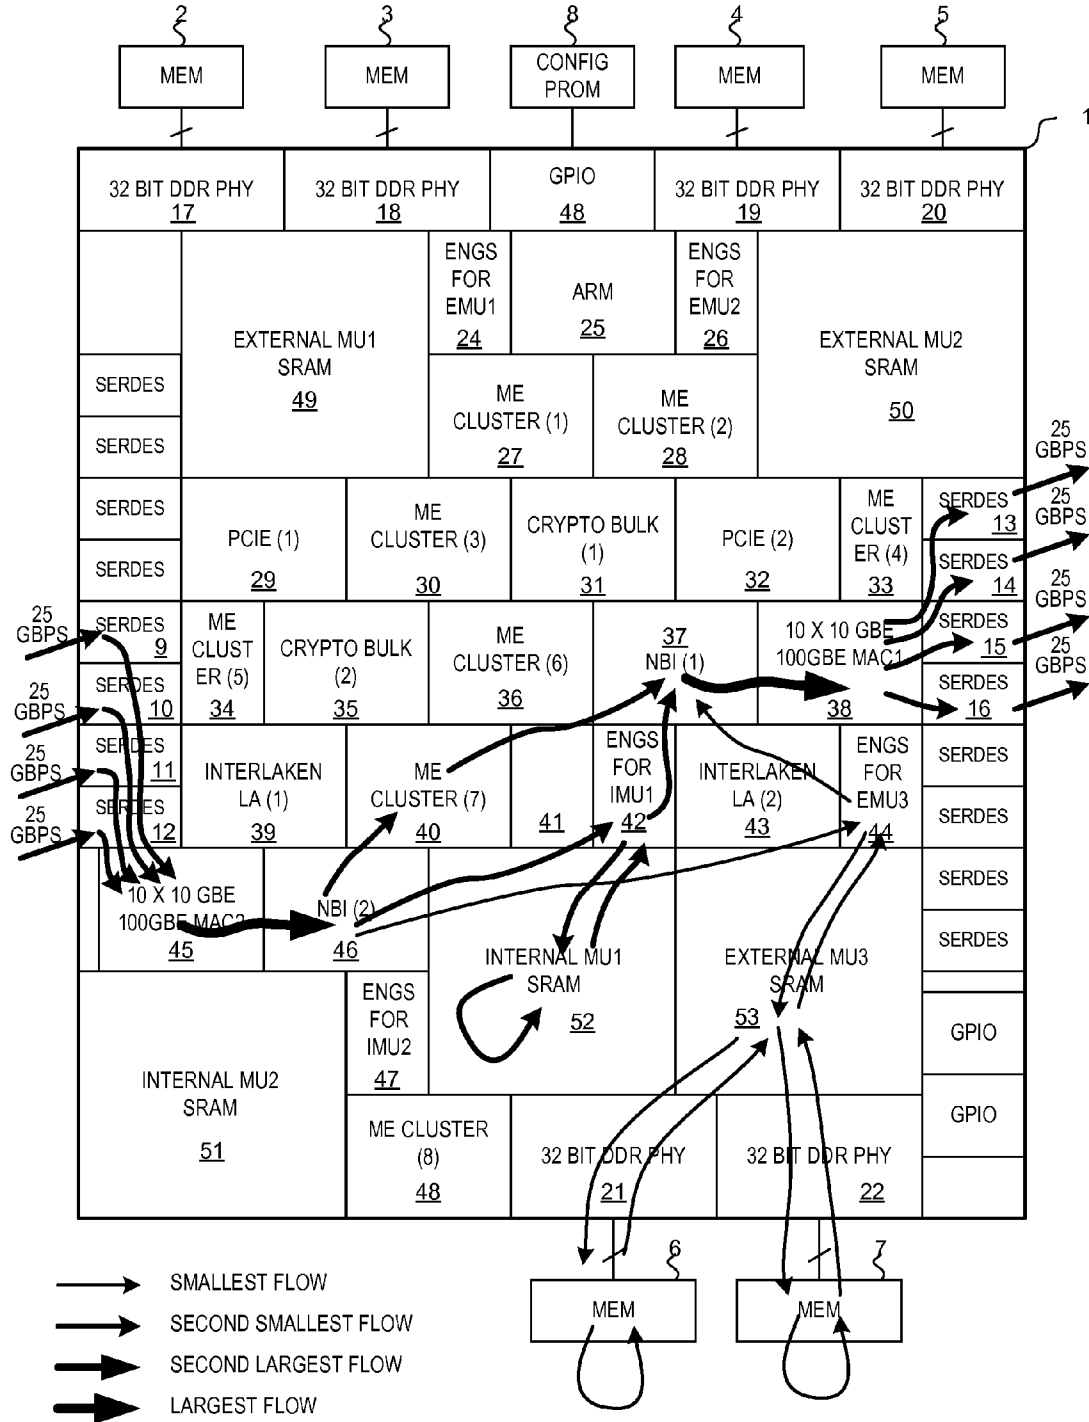 2
3
8
4
5
MEM
MEM
CONFIG
PROM
MEM
MEM
1
32 BIT DDR PHY
17
32 BIT DDR PHY
18
GPIO
48
32 BIT DDR PHY
19
32 BIT DDR PHY
20
EXTERNAL MU1
SRAM
49
ENGS
FOR
EMU1
24
ARM
25
ENGS
FOR
EMU2
26
EXTERNAL MU2
SRAM
50
SERDES
SERDES
ME
CLUSTER (1)
27
ME
CLUSTER (2)
28
SERDES
SERDES
PCIE (1)
29
ME
CLUSTER (3)
30
CRYPTO BULK
(1)
31
PCIE (2)
32
ME
CLUST
ER (4)
33
SERDES
13
SERDES
14
25
GBPS
25
GBPS
25
GBPS
25
GBPS
25
GBPS
25
GBPS
25
GBPS
25
GBPS
SERDES
9
SERDES
10
ME
CLUST
ER (5)
34
CRYPTO BULK
(2)
35
ME
CLUSTER (6)
36
37
NBI (1)
10 X 10 GBE
100GBE MAC1
38
SERDES
15
SERDES
16
SERDES
11
SERDES
12
INTERLAKEN
LA (1)
39
ME
CLUSTER (7)
40
41
ENGS
FOR
IMU1
42
INTERLAKEN
LA (2)
43
ENGS
FOR
EMU3
44
SERDES
SERDES
10 X 10 GBE
100GBE MAC2
45
NBI (2)
46
INTERNAL MU1
SRAM
52
EXTERNAL MU3
SRAM
53
SERDES
SERDES
INTERNAL MU2
SRAM
51
ENGS
FOR
IMU2
47
GPIO
GPIO
ME CLUSTER
(8)
48
32 BIT DDR PHY
21
32 BIT DDR PHY
22
6
7
MEM
MEM
SMALLEST FLOW
SECOND SMALLEST FLOW
SECOND LARGEST FLOW
LARGEST FLOW